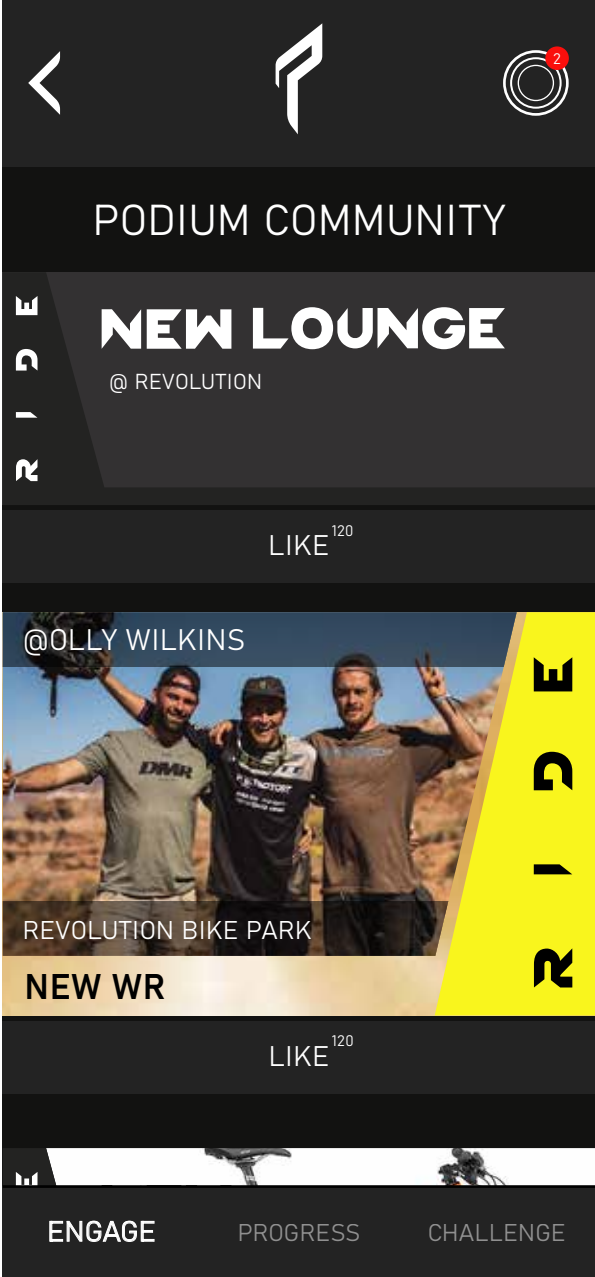 2
PODIUM COMMUNITY
RIDE
NEW LOUNGE
@ REVOLUTION
LIKE 120
@OLLY WILKINS
DMR
RIDE
REVOLUTION BIKE PARK
NEW WR
LIKE 120
E
ENGAGE PROGRESS CHALLENGE